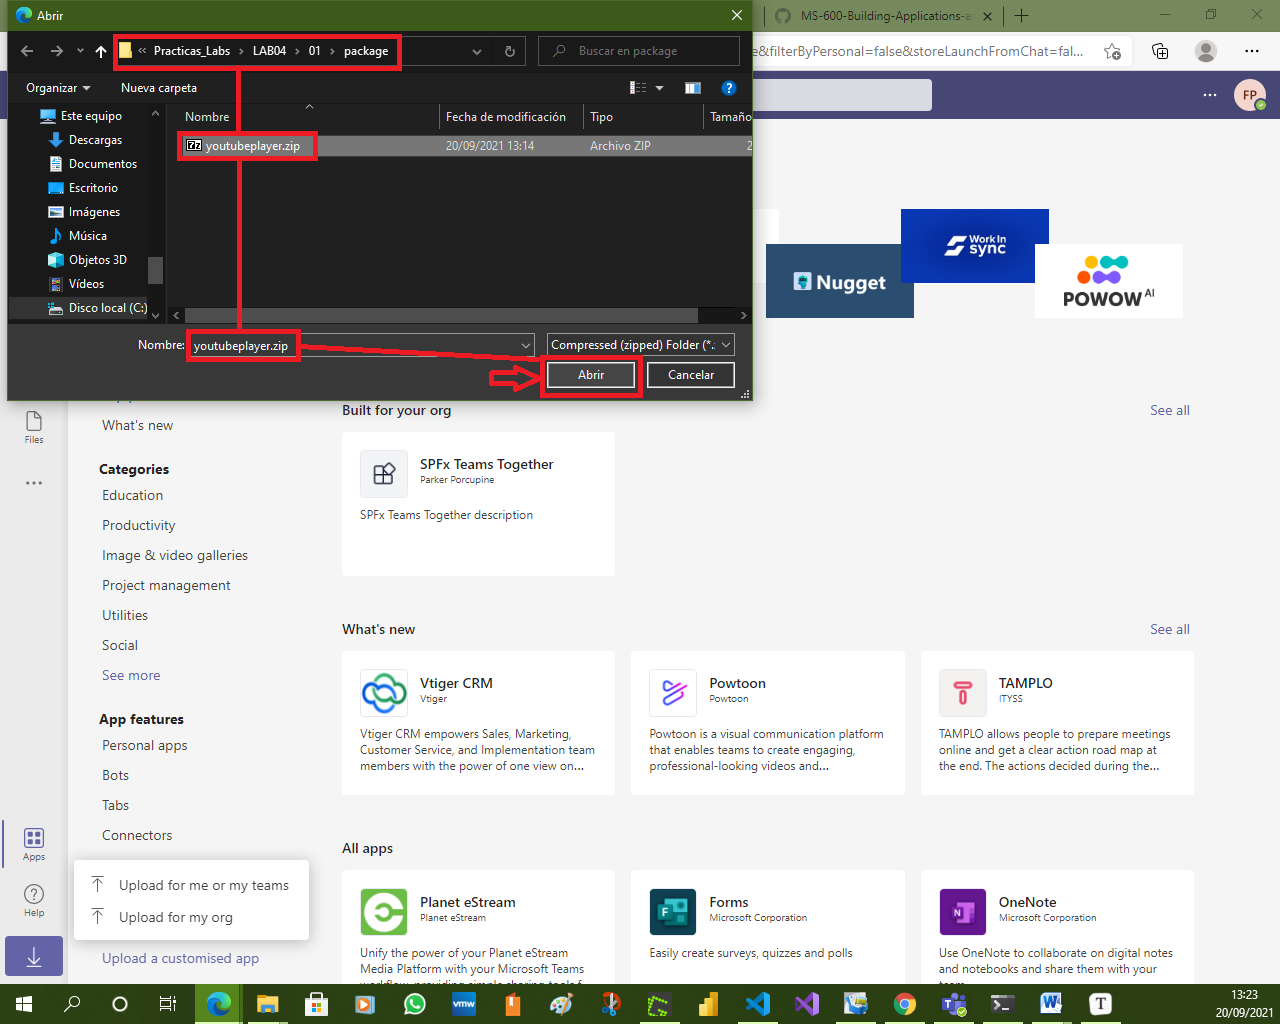 Abrir
MS-600-Building-Applications-a
Practicas_Labs > LAB04 > 01 > package
Buscar en package
e&filterByPersonal=false&storeLaunchFromChat=fal...
Organizar
Nueva carpeta
FP
Este equipo
Descargas
Documentos
Escritorio
Imágenes
Música
Objetos 3D
Vídeos
Disco local (C:)
Nombre
Fecha de modificación
Tipo
Tamaño
youtubeplayer.zip
20/09/2021 13:14
Archivo ZIP
2
Nombre:
youtubeplayer.zip
Compressed (zipped) Folder (*.:
Abrir
Cancelar
Nugget
Work In
sync
POWOW AI
Files
What's new
Categories
Education
Productivity
Image & video galleries
Project management
Utilities
Social
See more
App features
Personal apps
Bots
Tabs
Connectors
Apps
Help
Upload for me or my teams
Upload for my org
Upload a customised app
Built for your org
See all
SPFx Teams Together
Parker Porcupine
SPFx Teams Together description
What's new
See all
Vtiger CRM
Vtiger
Vtiger CRM empowers Sales, Marketing,
Customer Service, and Implementation team
members with the power of one view on...
Powtoon
Powtoon
Powtoon is a visual communication platform
that enables teams to create engaging,
professional-looking videos and...
TAMPLO
ITYSS
TAMPLO allows people to prepare meetings
online and get a clear action road map at
the end. The actions decided during the...
All apps
Planet eStream
Planet eStream
Unify the power of your Planet eStream
Media Platform with your Microsoft Teams
Forms
Microsoft Corporation
Easily create surveys, quizzes and polls
OneNote
Microsoft Corporation
Use OneNote to collaborate on digital notes
and notebooks and share them with your
vmw
13:23
20/09/2021